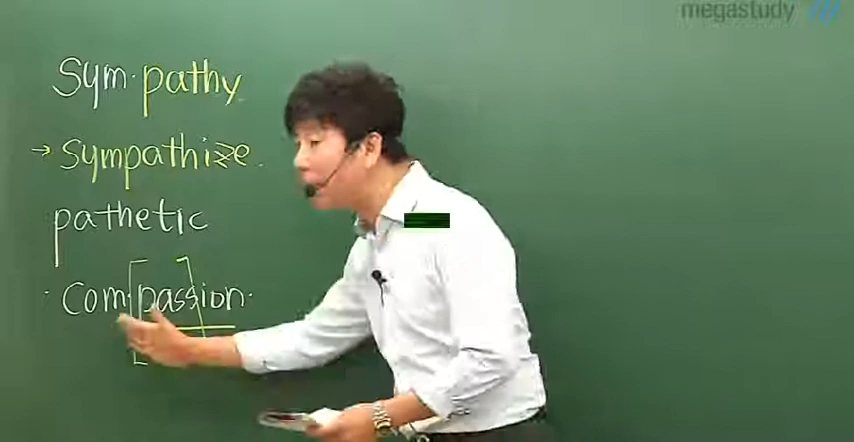 megastudy
Sym·pathy
→ Sympathize.
pathetic
· Com·passion·